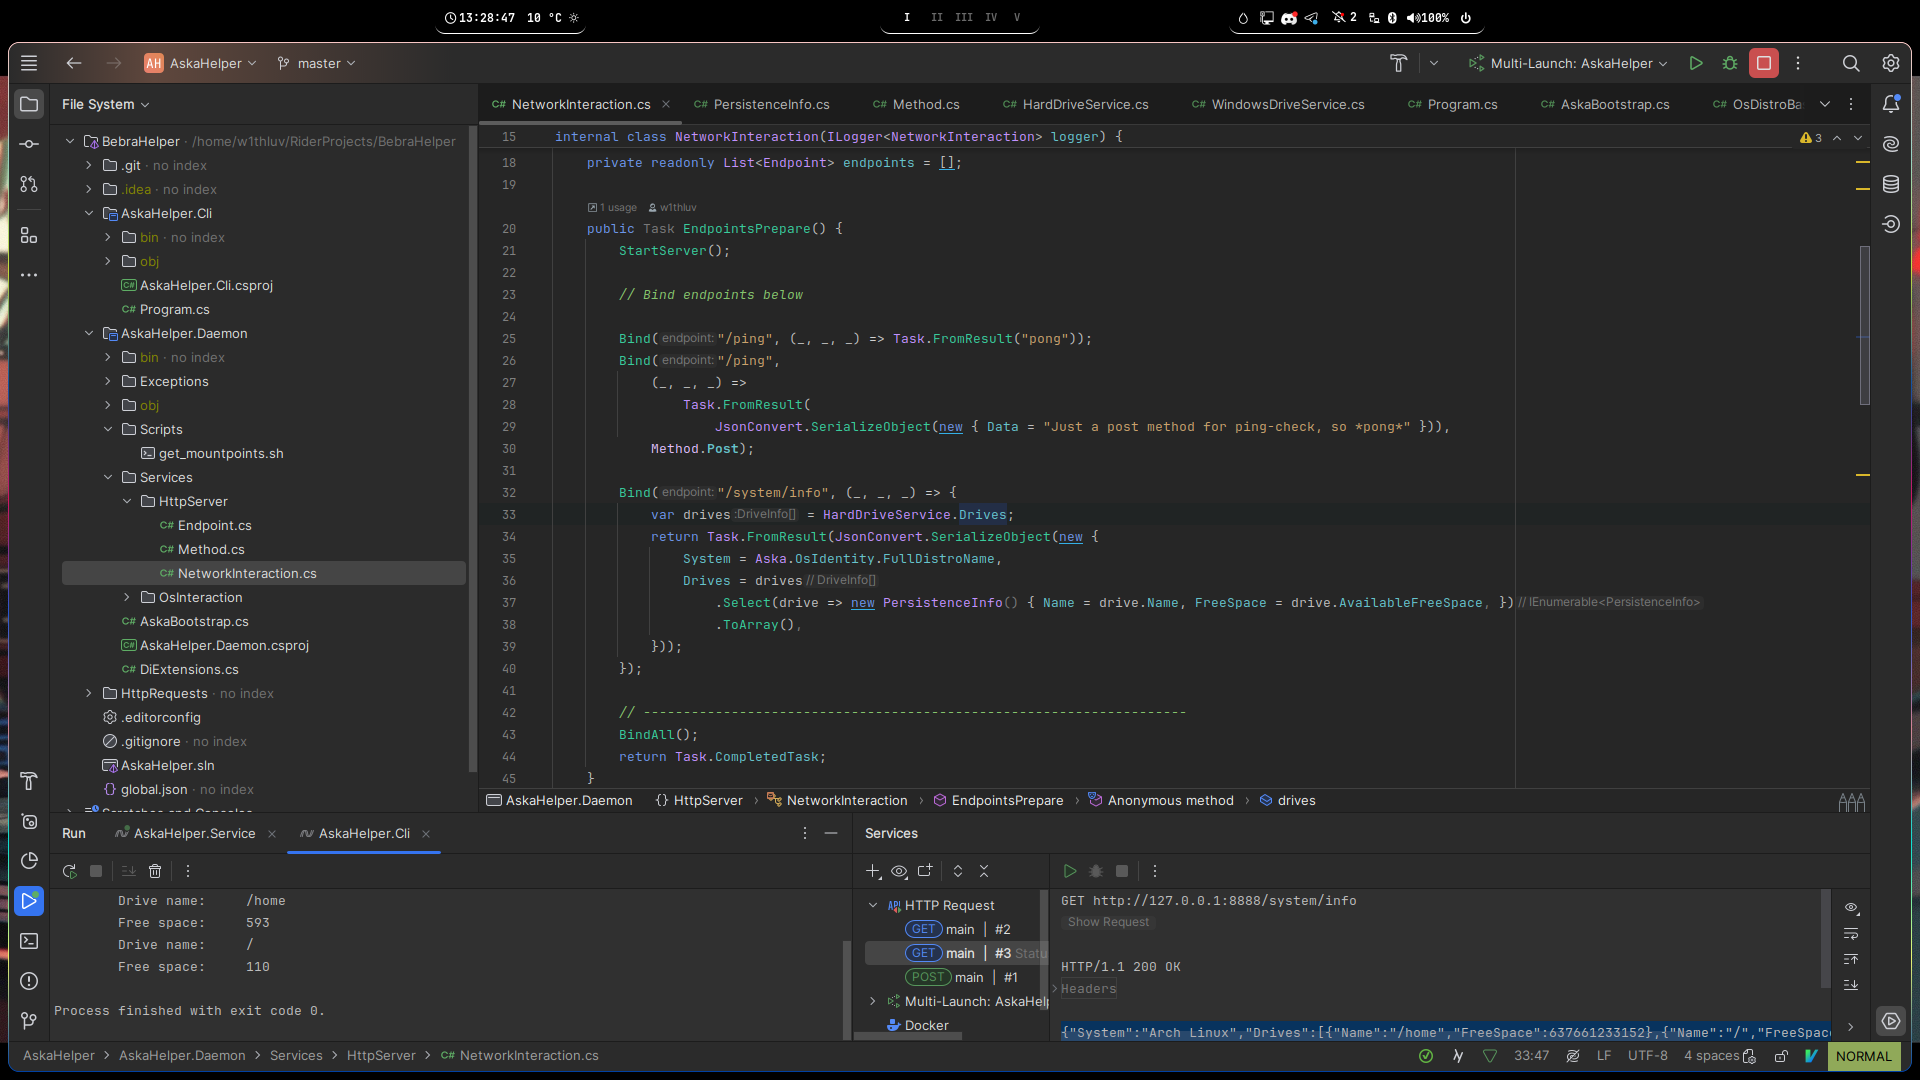 13:28:47 10 °C
I II III IV V
2 100%
AH AskaHelper master
Multi-Launch: AskaHelper
File System
NetworkInteraction.cs PersistenceInfo.cs Method.cs HardDriveService.cs WindowsDriveService.cs Program.cs AskaBootstrap.cs OsDistroBa
BebraHelper · /home/w1thluv/RiderProjects/BebraHelper
.git · no index
.idea · no index
AskaHelper.Cli
bin · no index
obj
AskaHelper.Cli.csproj
Program.cs
AskaHelper.Daemon
bin · no index
Exceptions
obj
Scripts
get_mountpoints.sh
Services
HttpServer
Endpoint.cs
Method.cs
NetworkInteraction.cs
OsInteraction
AskaBootstrap.cs
AskaHelper.Daemon.csproj
DiExtensions.cs
HttpRequests · no index
.editorconfig
.gitignore · no index
AskaHelper.sln
global.json · no index
Scratches and Consoles
15 internal class NetworkInteraction(ILogger<NetworkInteraction> logger) {
3
18 private readonly List<Endpoint> endpoints = [];
19
1 usage w1thluv
20 public Task EndpointsPrepare() {
21 StartServer();
22
23 // Bind endpoints below
24
25 Bind(endpoint: "/ping", (_, _, _) => Task.FromResult("pong"));
26 Bind(endpoint: "/ping",
27 (_, _, _) =>
28 Task.FromResult(
29 JsonConvert.SerializeObject(new { Data = "Just a post method for ping-check, so *pong*" })),
30 Method.Post);
31
32 Bind(endpoint: "/system/info", (_, _, _) => {
33 var drives :DriveInfo[] = HardDriveService.Drives;
34 return Task.FromResult(JsonConvert.SerializeObject(new {
35 System = Aska.OsIdentity.FullDistroName,
36 Drives = drives // DriveInfo[]
37 .Select(drive => new PersistenceInfo() { Name = drive.Name, FreeSpace = drive.AvailableFreeSpace, }) // IEnumerable<PersistenceInfo>
38 .ToArray(),
39 }));
40 });
41
42 // --------------------------------------------------------------------
43 BindAll();
44 return Task.CompletedTask;
45 }
AskaHelper.Daemon HttpServer NetworkInteraction EndpointsPrepare Anonymous method drives
Run AskaHelper.Service AskaHelper.Cli
Drive name: /home
Free space: 593
Drive name: /
Free space: 110
Process finished with exit code 0.
Services
HTTP Request
GET main | #2
GET main | #3 Statu
POST main | #1
Multi-Launch: AskaHelp
Docker
GET http://127.0.0.1:8888/system/info
Show Request
HTTP/1.1 200 OK
Headers
{"System":"Arch Linux","Drives":[{"Name":"/home","FreeSpace":637661233152},{"Name":"/","FreeSpac
AskaHelper AskaHelper.Daemon Services HttpServer NetworkInteraction.cs
33:47 LF UTF-8 4 spaces NORMAL